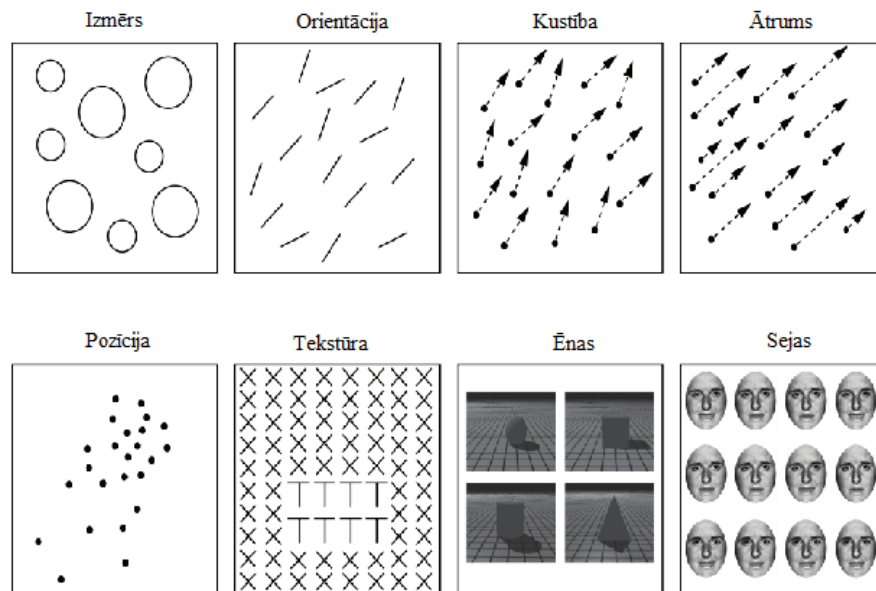 Izmērs
Orientācija
Kustība
Ātrums
Pozīcija
Tekstūra
Ēnas
Sejas